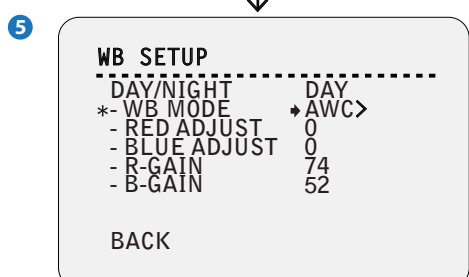 5
WB SETUP
DAY/NIGHT DAY
*- WB MODE ➧ AWC>
- RED ADJUST 0
- BLUE ADJUST 0
- R-GAIN 74
- B-GAIN 52
BACK